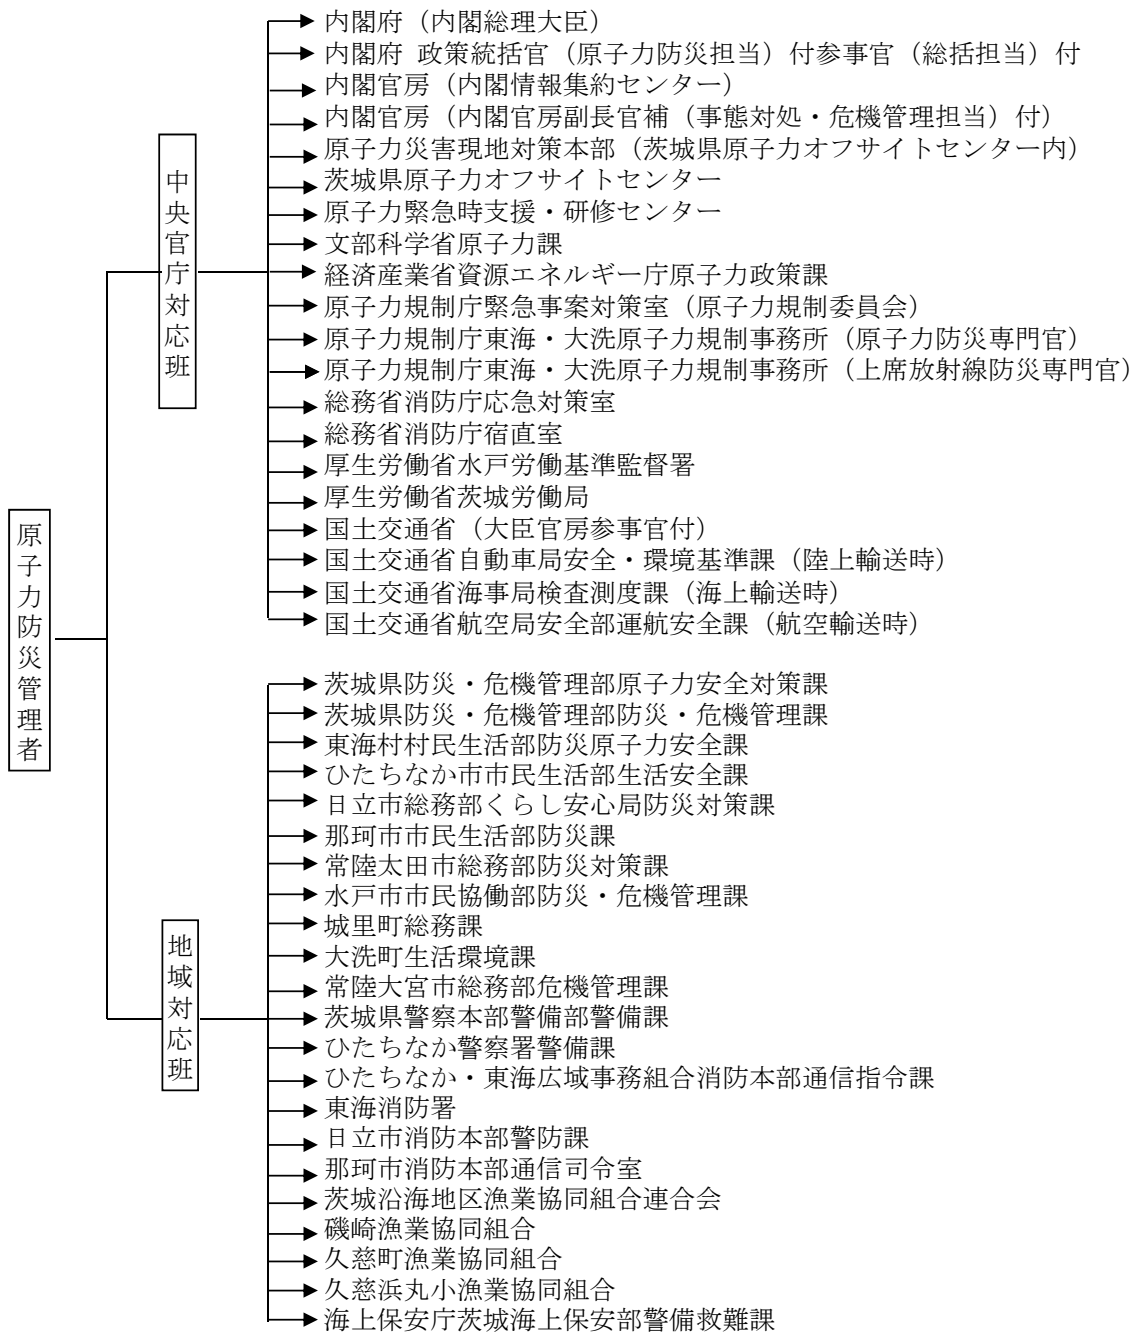 原子力防災管理者
中央官庁対応班
内閣府（内閣総理大臣）
内閣府 政策統括官（原子力防災担当）付参事官（総括担当）付
内閣官房（内閣情報集約センター）
内閣官房（内閣官房副長官補（事態対処・危機管理担当）付）
原子力災害現地対策本部（茨城県原子力オフサイトセンター内）
茨城県原子力オフサイトセンター
原子力緊急時支援・研修センター
文部科学省原子力課
経済産業省資源エネルギー庁原子力政策課
原子力規制庁緊急事案対策室（原子力規制委員会）
原子力規制庁東海・大洗原子力規制事務所（原子力防災専門官）
原子力規制庁東海・大洗原子力規制事務所（上席放射線防災専門官）
総務省消防庁応急対策室
総務省消防庁宿直室
厚生労働省水戸労働基準監督署
厚生労働省茨城労働局
国土交通省（大臣官房参事官付）
国土交通省自動車局安全・環境基準課（陸上輸送時）
国土交通省海事局検査測度課（海上輸送時）
国土交通省航空局安全部運航安全課（航空輸送時）
地域対応班
茨城県防災・危機管理部原子力安全対策課
茨城県防災・危機管理部防災・危機管理課
東海村村民生活部防災原子力安全課
ひたちなか市市民生活部生活安全課
日立市総務部くらし安心局防災対策課
那珂市市民生活部防災課
常陸太田市総務部防災対策課
水戸市市民協働部防災・危機管理課
城里町総務課
大洗町生活環境課
常陸大宮市総務部危機管理課
茨城県警察本部警備部警備課
ひたちなか警察署警備課
ひたちなか・東海広域事務組合消防本部通信指令課
東海消防署
日立市消防本部警防課
那珂市消防本部通信司令室
茨城沿海地区漁業協同組合連合会
磯崎漁業協同組合
久慈町漁業協同組合
久慈浜丸小漁業協同組合
海上保安庁茨城海上保安部警備救難課